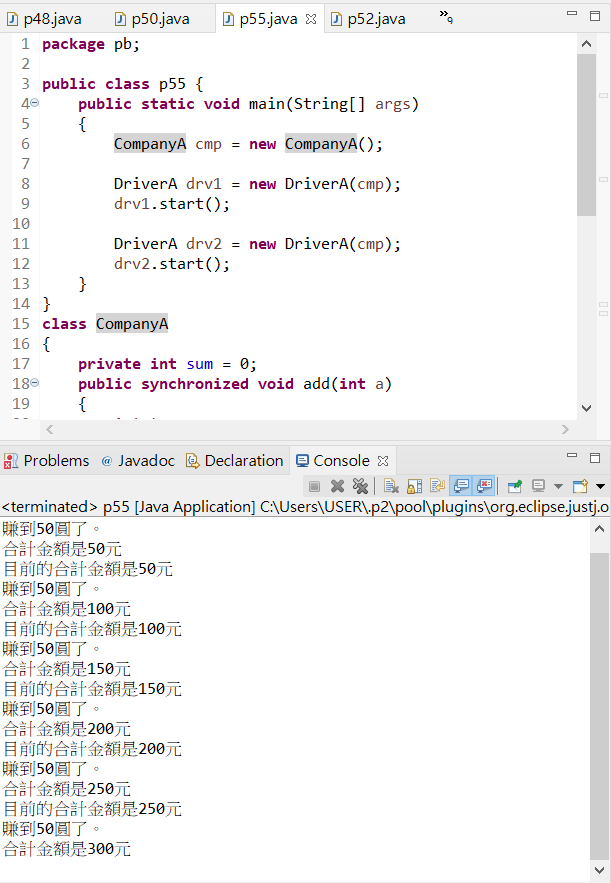 p48.java p50.java p55.java p52.java »9
1 package pb;
2
3 public class p55 {
4 public static void main(String[] args)
5 {
6 CompanyA cmp = new CompanyA();
7
8 DriverA drv1 = new DriverA(cmp);
9 drv1.start();
10
11 DriverA drv2 = new DriverA(cmp);
12 drv2.start();
13 }
14 }
15 class CompanyA
16 {
17 private int sum = 0;
18 public synchronized void add(int a)
19 {
Problems @ Javadoc Declaration Console
<terminated> p55 [Java Application] C:\Users\USER\.p2\pool\plugins\org.eclipse.justj.o
賺到50圓了。
合計金額是50元
目前的合計金額是50元
賺到50圓了。
合計金額是100元
目前的合計金額是100元
賺到50圓了。
合計金額是150元
目前的合計金額是150元
賺到50圓了。
合計金額是200元
目前的合計金額是200元
賺到50圓了。
合計金額是250元
目前的合計金額是250元
賺到50圓了。
合計金額是300元